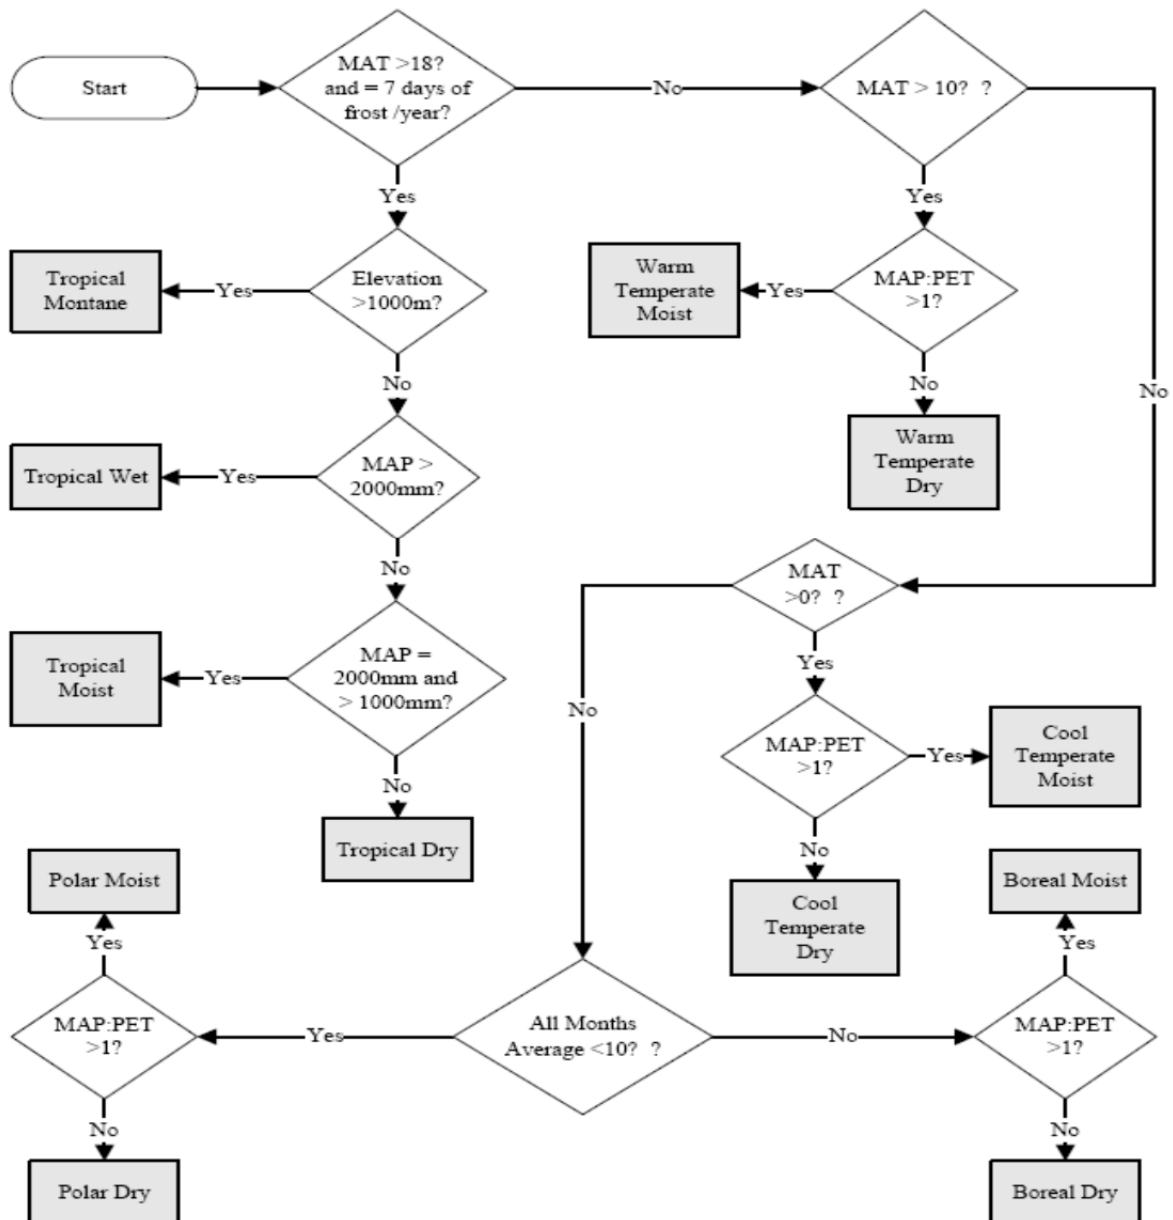 Start
MAT >18?
and = 7 days of
frost /year?
No
MAT > 10?  ?
Yes
Yes
Tropical
Montane
Yes
Elevation
>1000m?
Warm
Temperate
Moist
Yes
MAP:PET
>1?
No
No
No
Tropical Wet
Yes
MAP >
2000mm?
Warm
Temperate
Dry
No
MAT
>0?  ?
Tropical
Moist
Yes
MAP =
2000mm and
> 1000mm?
Yes
No
MAP:PET
>1?
Yes
Cool
Temperate
Moist
No
Tropical Dry
No
Polar Moist
Boreal Moist
Cool
Temperate
Dry
Yes
Yes
MAP:PET
>1?
Yes
All Months
Average <10?  ?
No
MAP:PET
>1?
No
No
Polar Dry
Boreal Dry